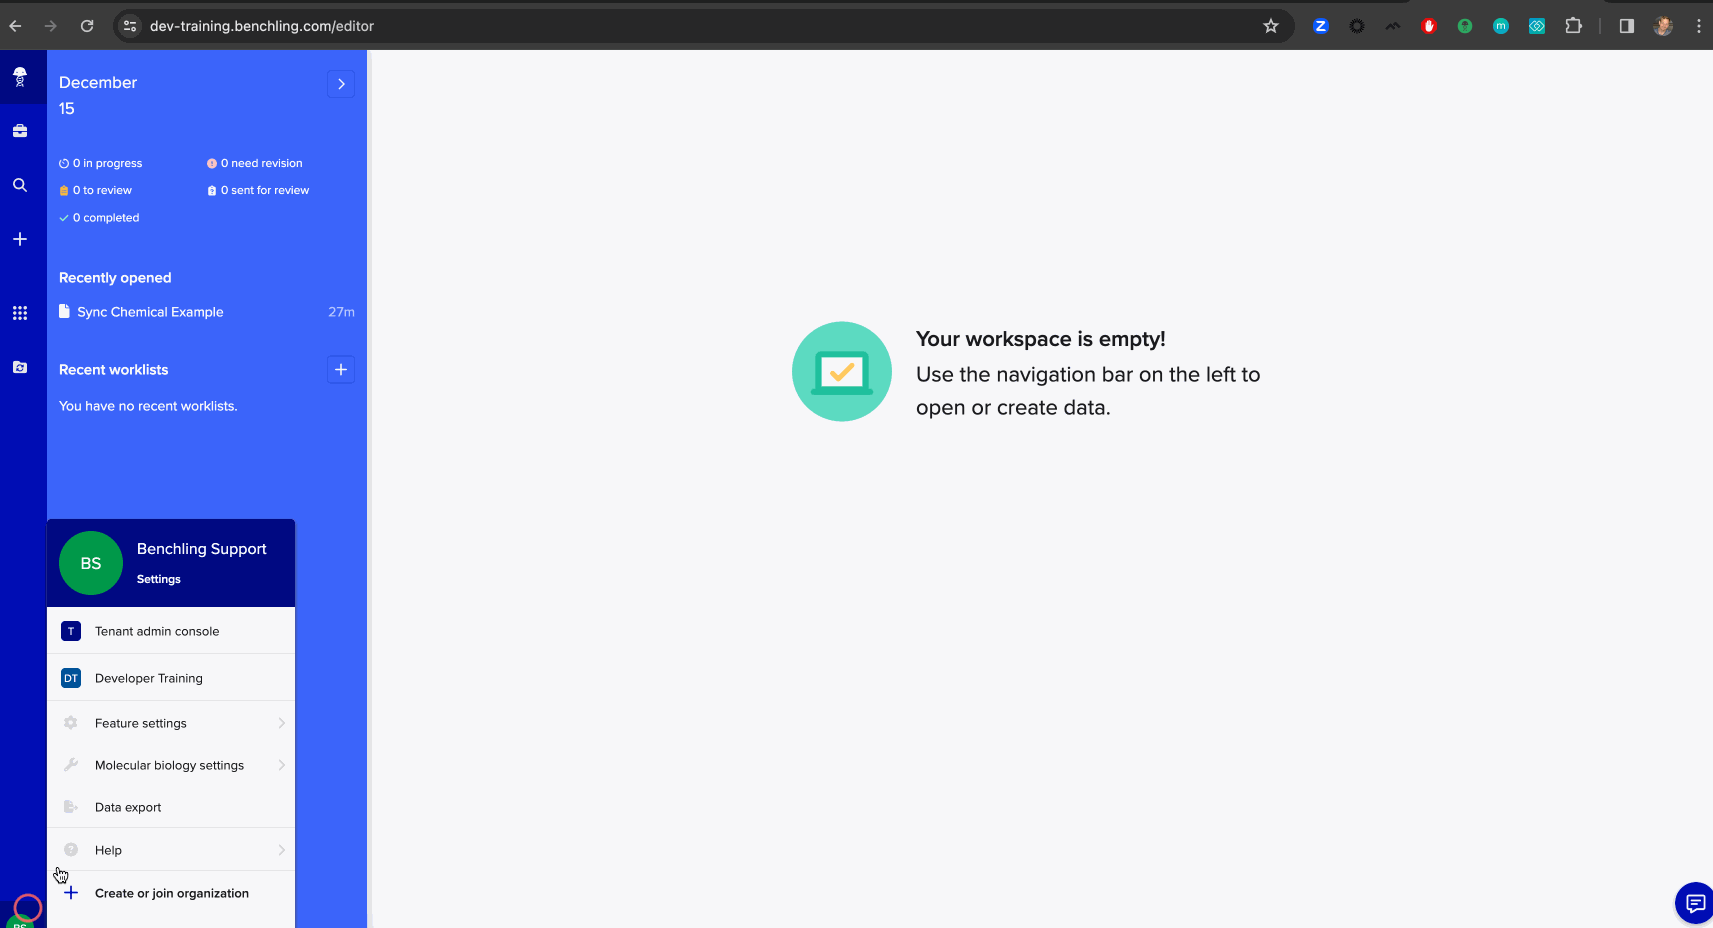 dev-training.benchling.com/editor
December
15
0 in progress
0 need revision
0 to review
0 sent for review
0 completed
Recently opened
Sync Chemical Example 27m
Recent worklists
You have no recent worklists.
Your workspace is empty!
Use the navigation bar on the left to
open or create data.
BS
Benchling Support
Settings
T Tenant admin console
DT Developer Training
Feature settings
Molecular biology settings
Data export
Help
Create or join organization
BS